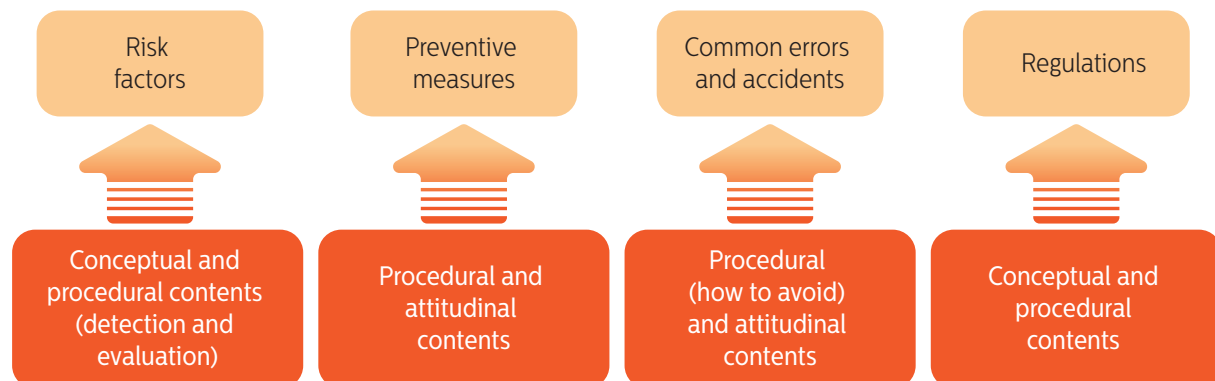 Risk
factors
Preventive
measures
Common errors
and accidents
Regulations
Conceptual and
procedural contents
(detection and
evaluation)
Procedural and
attitudinal
contents
Procedural
(how to avoid)
and attitudinal
contents
Conceptual and
procedural
contents